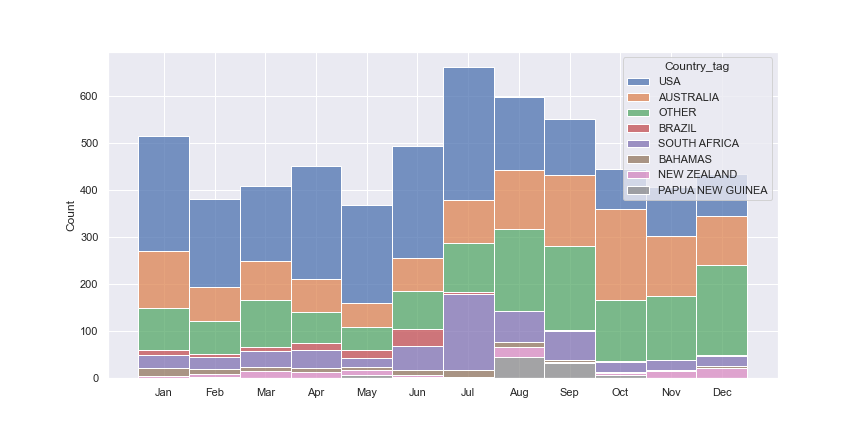 Country_tag
USA
AUSTRALIA
OTHER
BRAZIL
SOUTH AFRICA
BAHAMAS
NEW ZEALAND
PAPUA NEW GUINEA
600
500
400
300
200
100
0
Count
Jan Feb Mar Apr May Jun Jul Aug Sep Oct Nov Dec